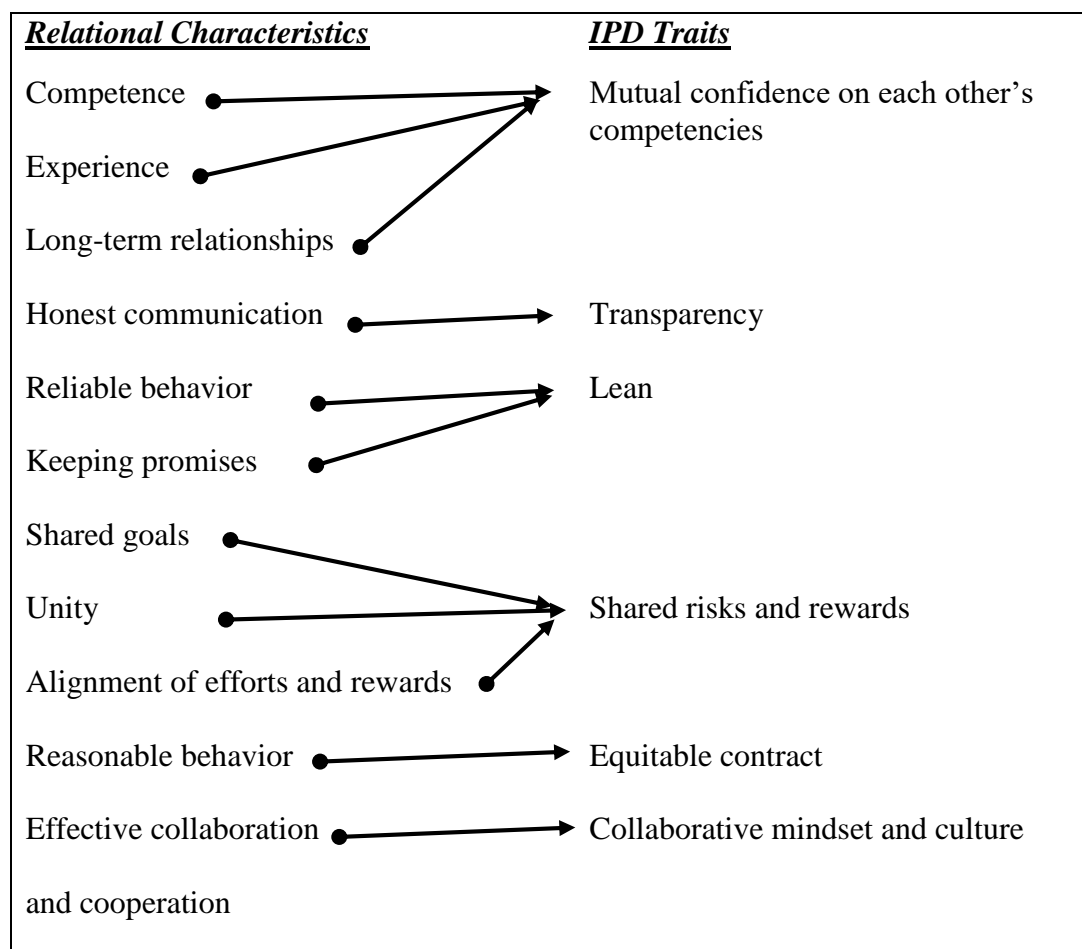 Relational Characteristics IPD Traits
Competence Mutual confidence on each other’s
competencies
Experience
Long-term relationships
Honest communication Transparency
Reliable behavior Lean
Keeping promises
Shared goals
Unity Shared risks and rewards
Alignment of efforts and rewards
Reasonable behavior Equitable contract
Effective collaboration Collaborative mindset and culture
and cooperation